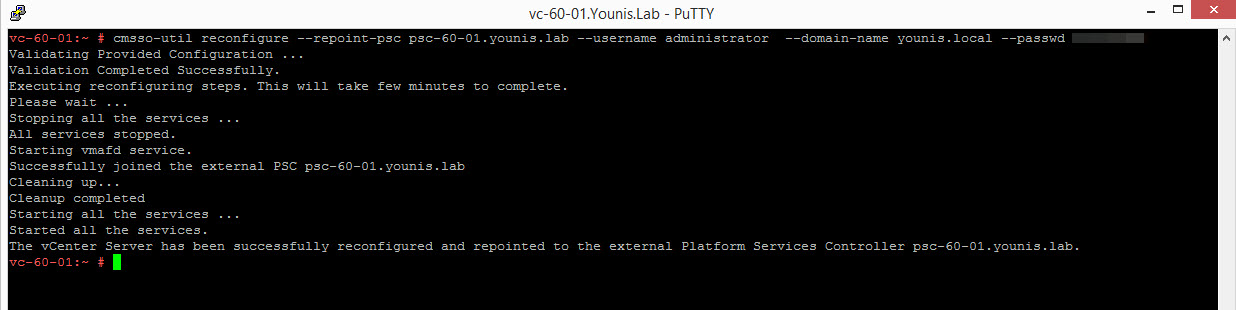 vc-60-01.Younis.Lab - PuTTY
vc-60-01:~ # cmsso-util reconfigure --repoint-psc psc-60-01.younis.lab --username administrator  --domain-name younis.local --passwd
Validating Provided Configuration ...
Validation Completed Successfully.
Executing reconfiguring steps. This will take few minutes to complete.
Please wait ...
Stopping all the services ...
All services stopped.
Starting vmafd service.
Successfully joined the external PSC psc-60-01.younis.lab
Cleaning up...
Cleanup completed
Starting all the services ...
Started all the services.
The vCenter Server has been successfully reconfigured and repointed to the external Platform Services Controller psc-60-01.younis.lab.
vc-60-01:~ #